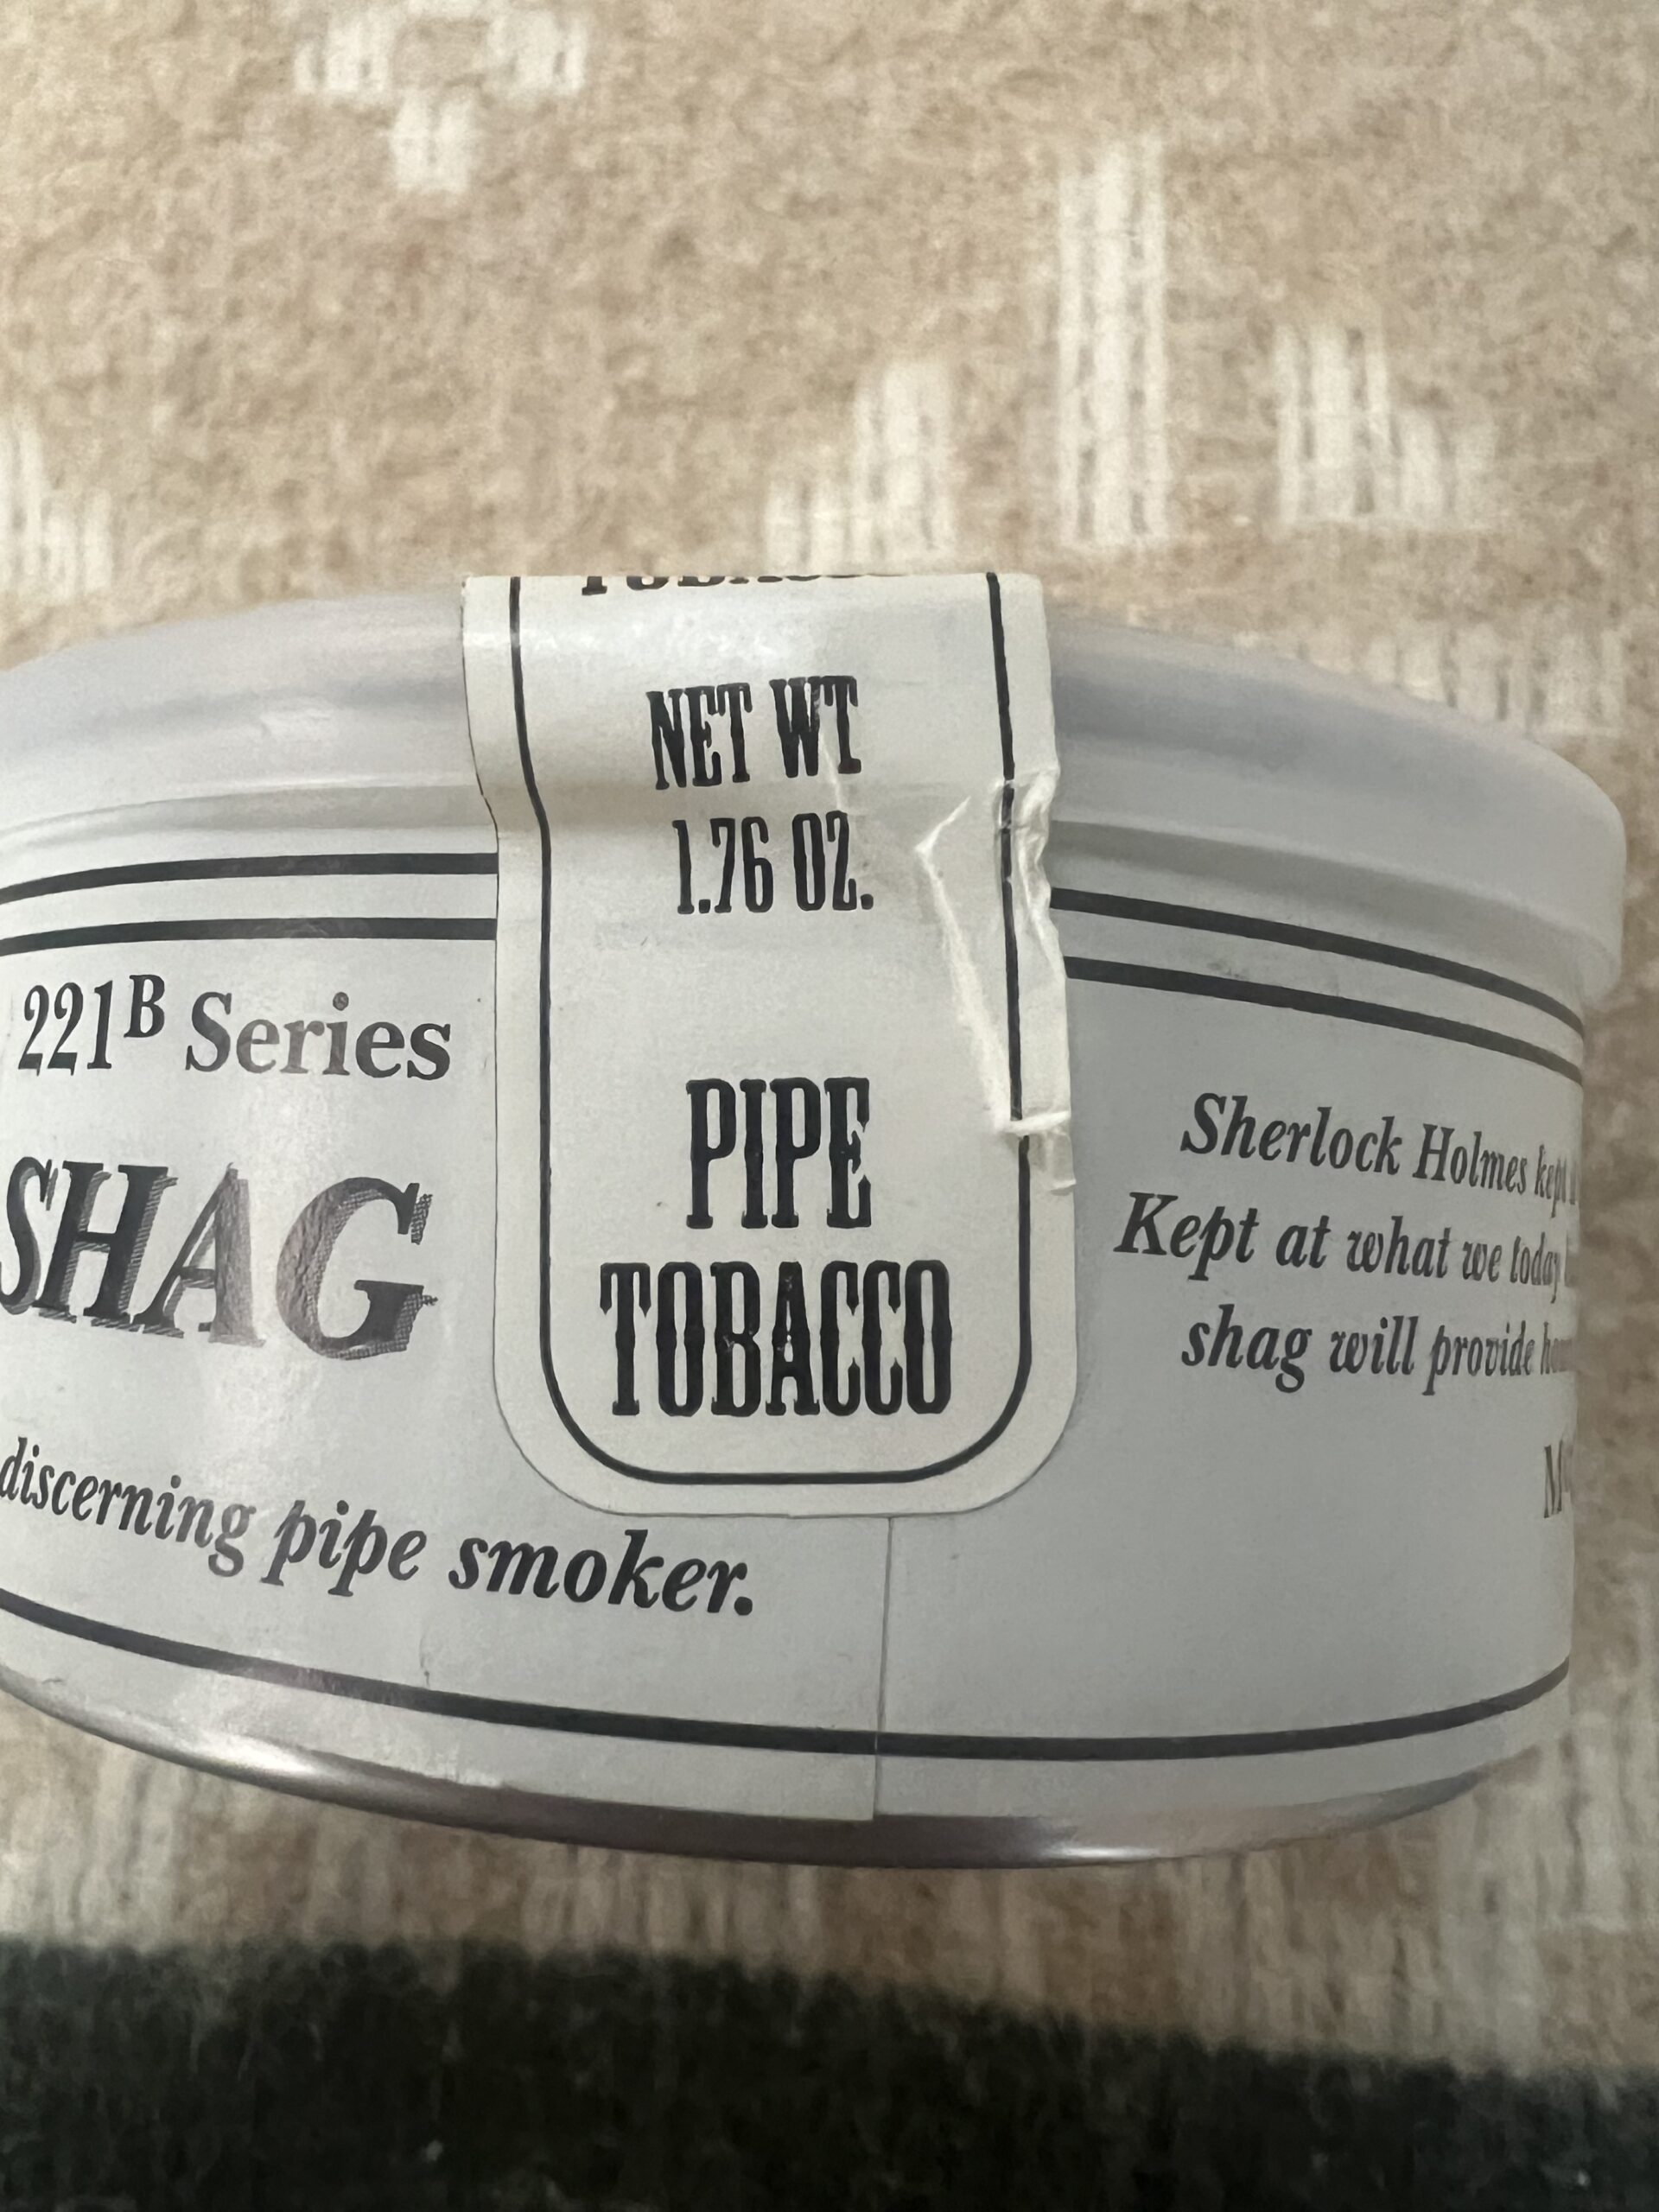 NET WT
1.76 OZ.
PIPE
TOBACCO
221B Series
SHAG
discerning pipe smoker.
Sherlock Holmes kept
Kept at what we today
shag will provide